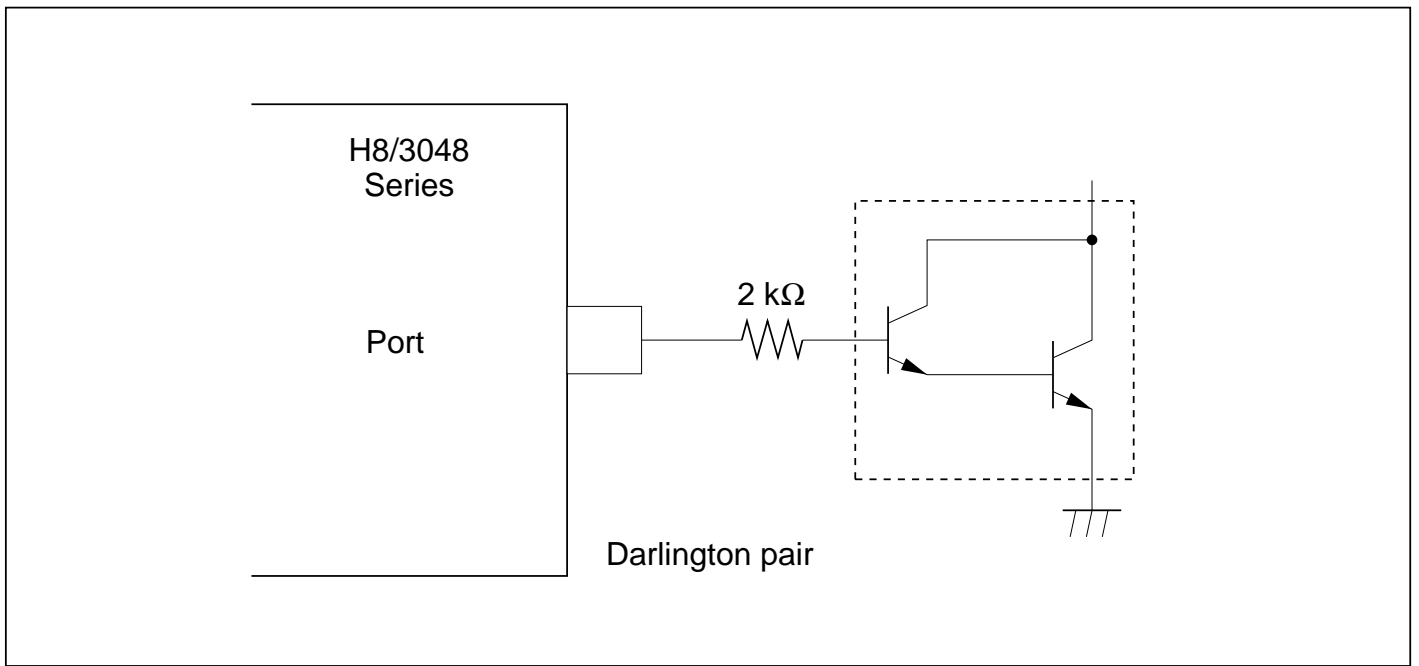 H8/3048
Series
2 kΩ
Port
Darlington pair